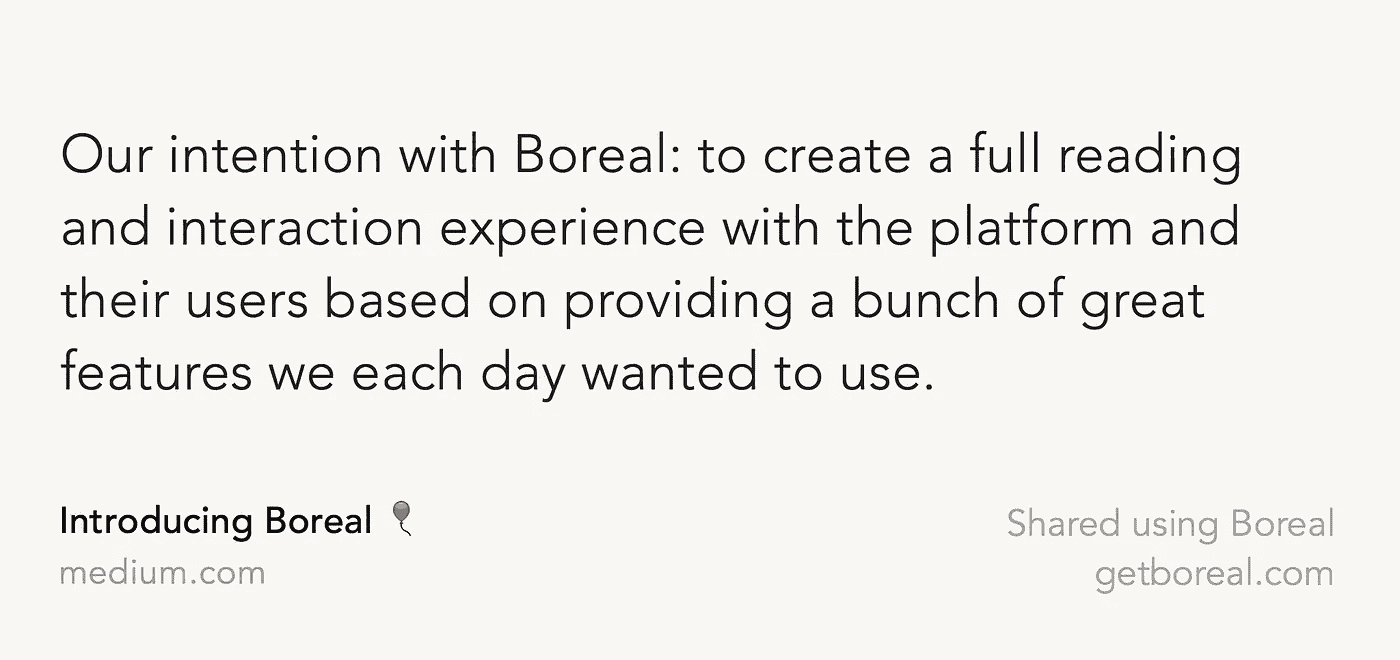 Our intention with Boreal: to create a full reading
and interaction experience with the platform and
their users based on providing a bunch of great
features we each day wanted to use.
Introducing Boreal 🎈
medium.com
Shared using Boreal
getboreal.com